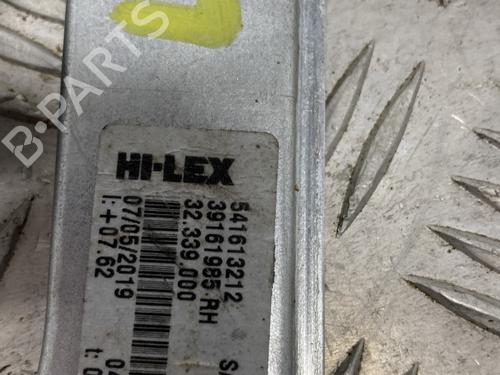 B-PARTS
HI-LEX
541613212
39161985.RH
32.339.000
07/05/2019
I:+07.62